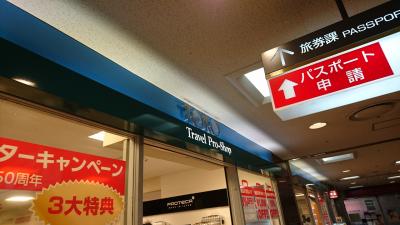 旅券課 PASSPORT
パスポート
申請
TOKO
Travel Pro-Shop
ターキャンペーン
50周年
3大特典
PROTECA